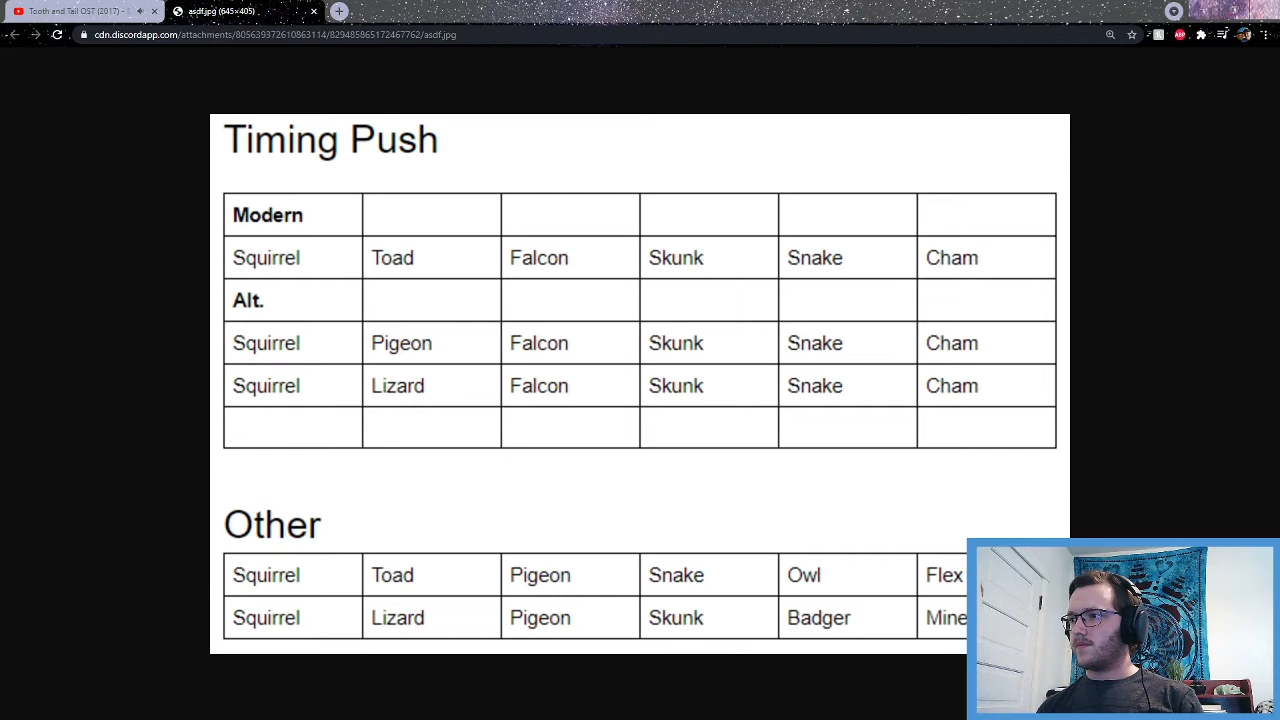 Tooth and Tail OST (2017) -
asdf.jpg (645×405)
cdn.discordapp.com/attachments/805639372610863114/829485865172467762/asdf.jpg
ABP
Timing Push
Modern
Squirrel Toad Falcon Skunk Snake Cham
Alt.
Squirrel Pigeon Falcon Skunk Snake Cham
Squirrel Lizard Falcon Skunk Snake Cham
Other
Squirrel Toad Pigeon Snake Owl Flex
Squirrel Lizard Pigeon Skunk Badger Mine